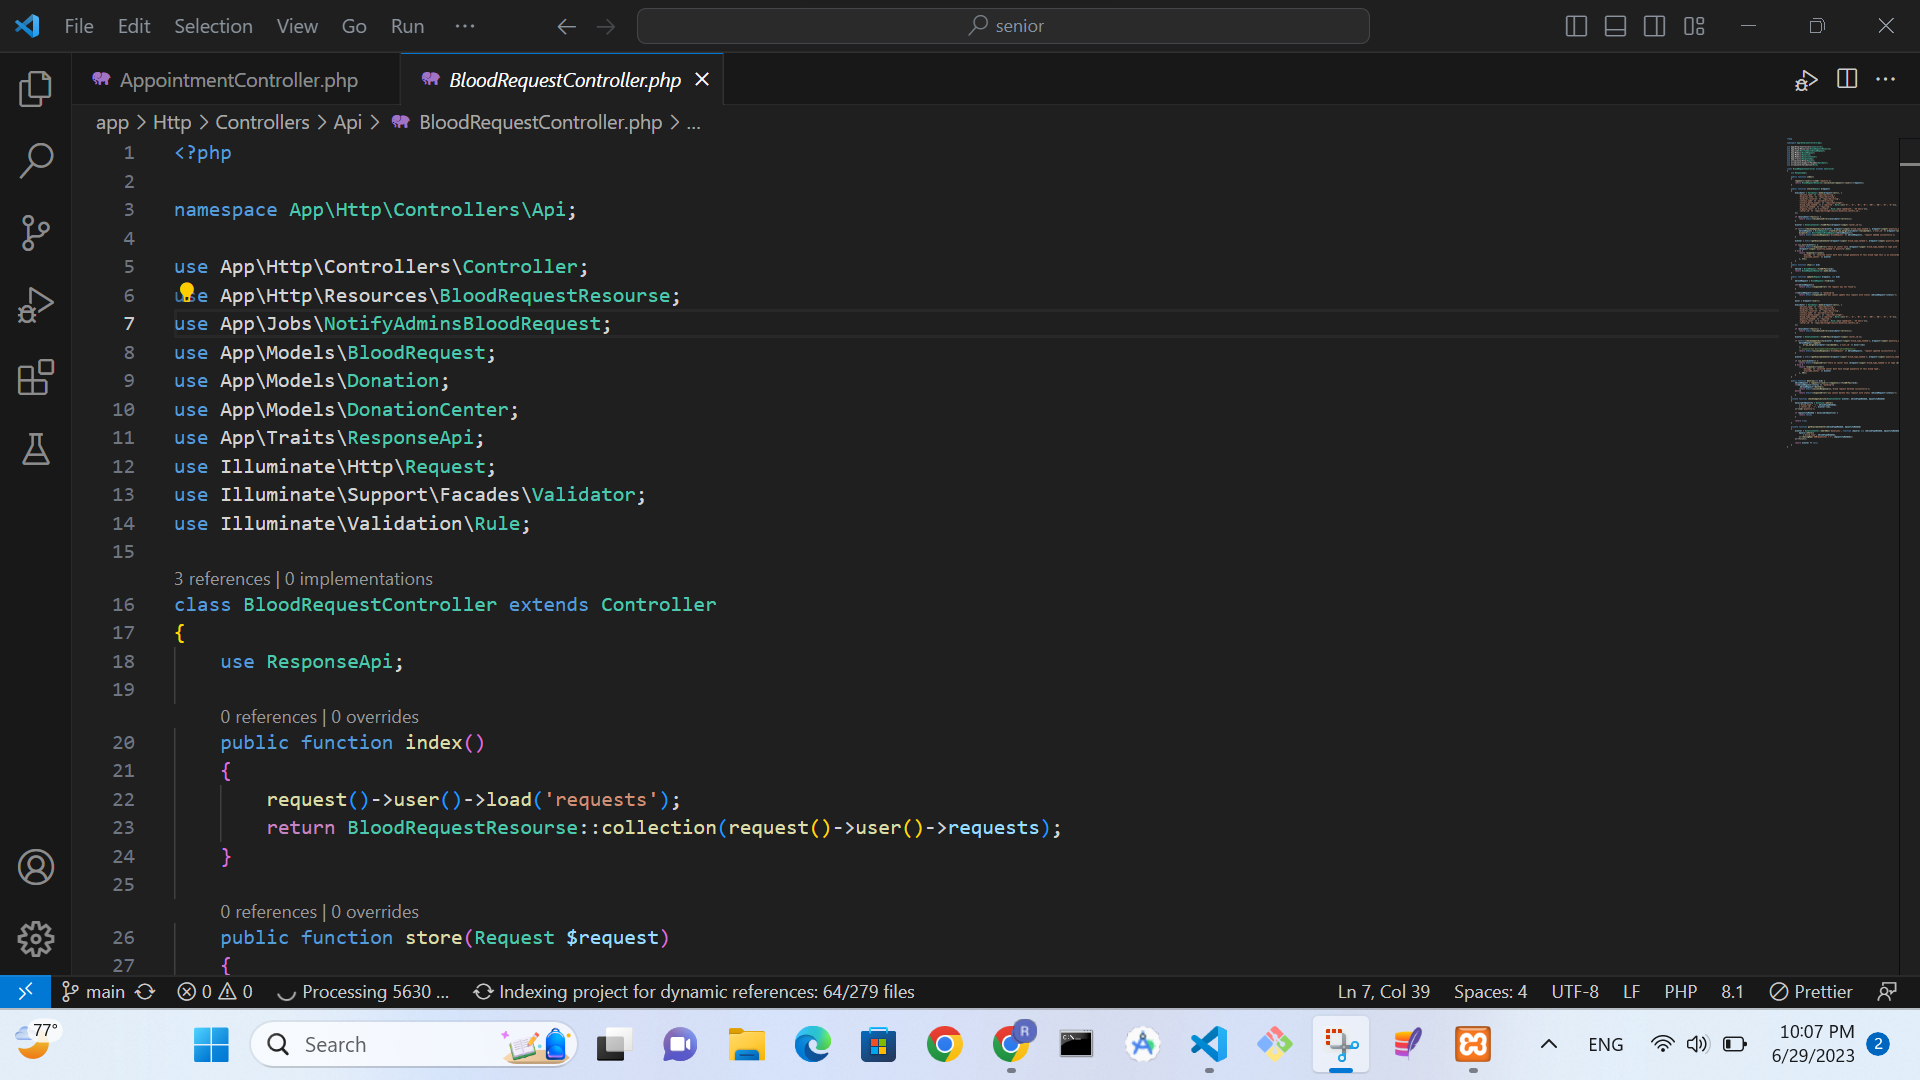 File Edit Selection View Go Run ··· senior
AppointmentController.php BloodRequestController.php
app > Http > Controllers > Api > BloodRequestController.php > ...
1 <?php
2
3 namespace App\Http\Controllers\Api;
4
5 use App\Http\Controllers\Controller;
6 use App\Http\Resources\BloodRequestResourse;
7 use App\Jobs\NotifyAdminsBloodRequest;
8 use App\Models\BloodRequest;
9 use App\Models\Donation;
10 use App\Models\DonationCenter;
11 use App\Traits\ResponseApi;
12 use Illuminate\Http\Request;
13 use Illuminate\Support\Facades\Validator;
14 use Illuminate\Validation\Rule;
15
3 references | 0 implementations
16 class BloodRequestController extends Controller
17 {
18 use ResponseApi;
19
0 references | 0 overrides
20 public function index()
21 {
22 request()->user()->load('requests');
23 return BloodRequestResourse::collection(request()->user()->requests);
24 }
25
0 references | 0 overrides
26 public function store(Request $request)
27 {
main 0 0 Processing 5630 ... Indexing project for dynamic references: 64/279 files Ln 7, Col 39 Spaces: 4 UTF-8 LF PHP 8.1 Prettier
77° Search R ENG 10:07 PM
6/29/2023 2